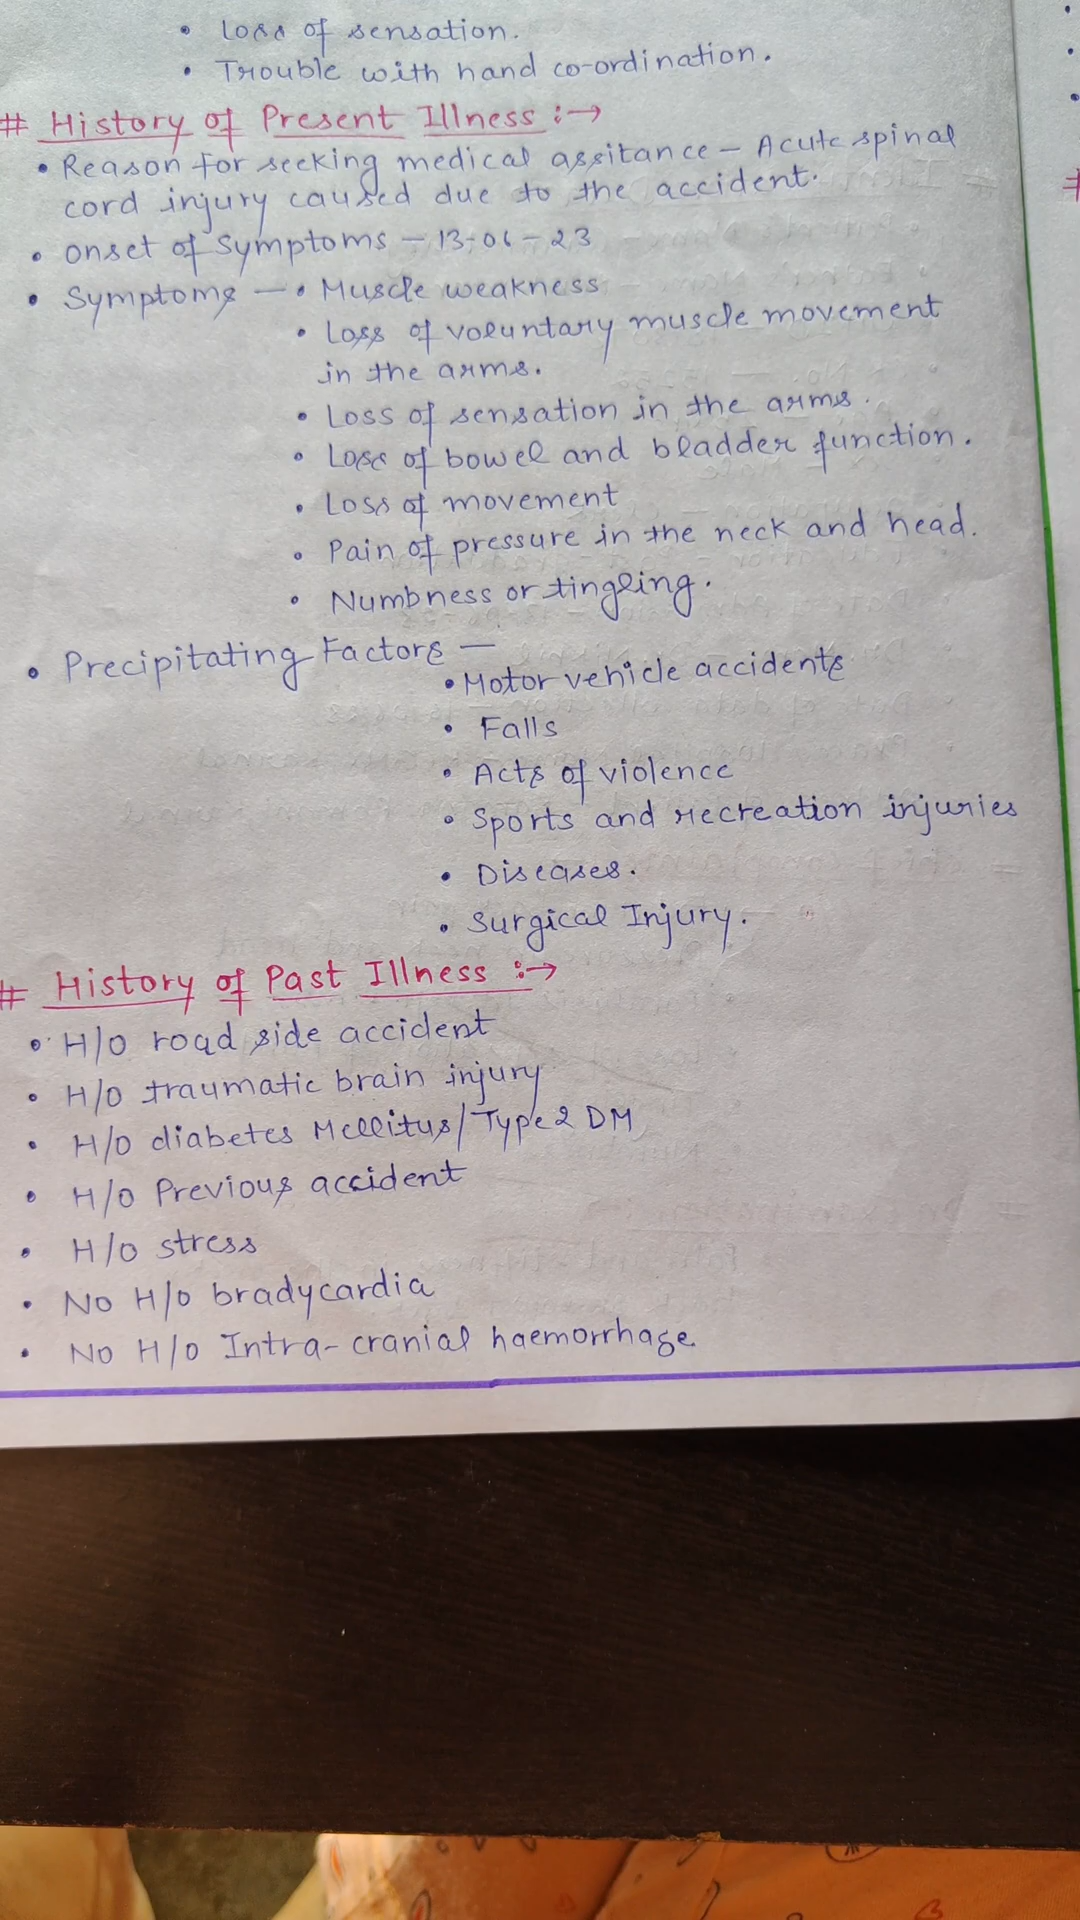 • Loss of sensation.
• Trouble with hand co-ordination.
# History of Present Illness :→
• Reason for seeking medical assitance – Acute spinal
cord injury caused due to the accident.
• Onset of Symptoms – 13-06-23
• Symptoms — • Muscle weakness
• Loss of voluntary muscle movement
in the arms.
• Loss of sensation in the arms.
• Loss of bowel and bladder function.
• Loss of movement
• Pain of pressure in the neck and head.
• Numbness or tingling.
• Precipitating Factors —
• Motor vehicle accidents
• Falls
• Acts of violence
• Sports and recreation injuries
• Diseases.
• Surgical Injury.
# History of Past Illness :→
• H/O road side accident
• H/O traumatic brain injury
• H/O diabetes Mellitus/Type 2 DM
• H/O Previous accident
• H/O stress
• No H/O bradycardia
• No H/O Intra-cranial haemorrhage